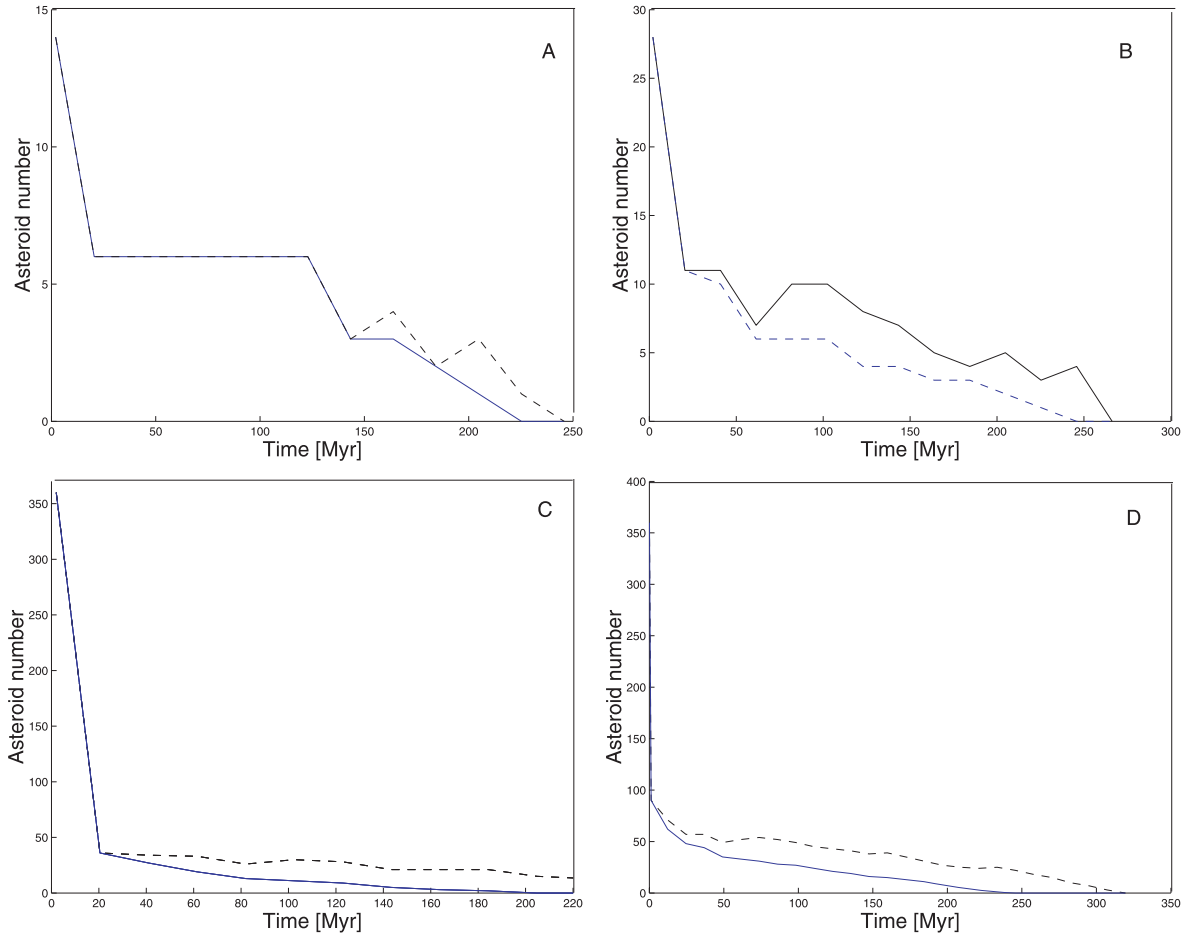 A
Asteroid number
15
10
5
0
0 50 100 150 200 250
Time [Myr]
B
Asteroid number
30
25
20
15
10
5
0
0 50 100 150 200 250 300
Time [Myr]
C
Asteroid number
350
300
250
200
150
100
50
0
0 20 40 60 80 100 120 140 160 180 200 220
Time [Myr]
D
Asteroid number
400
350
300
250
200
150
100
50
0
0 50 100 150 200 250 300 350
Time [Myr]